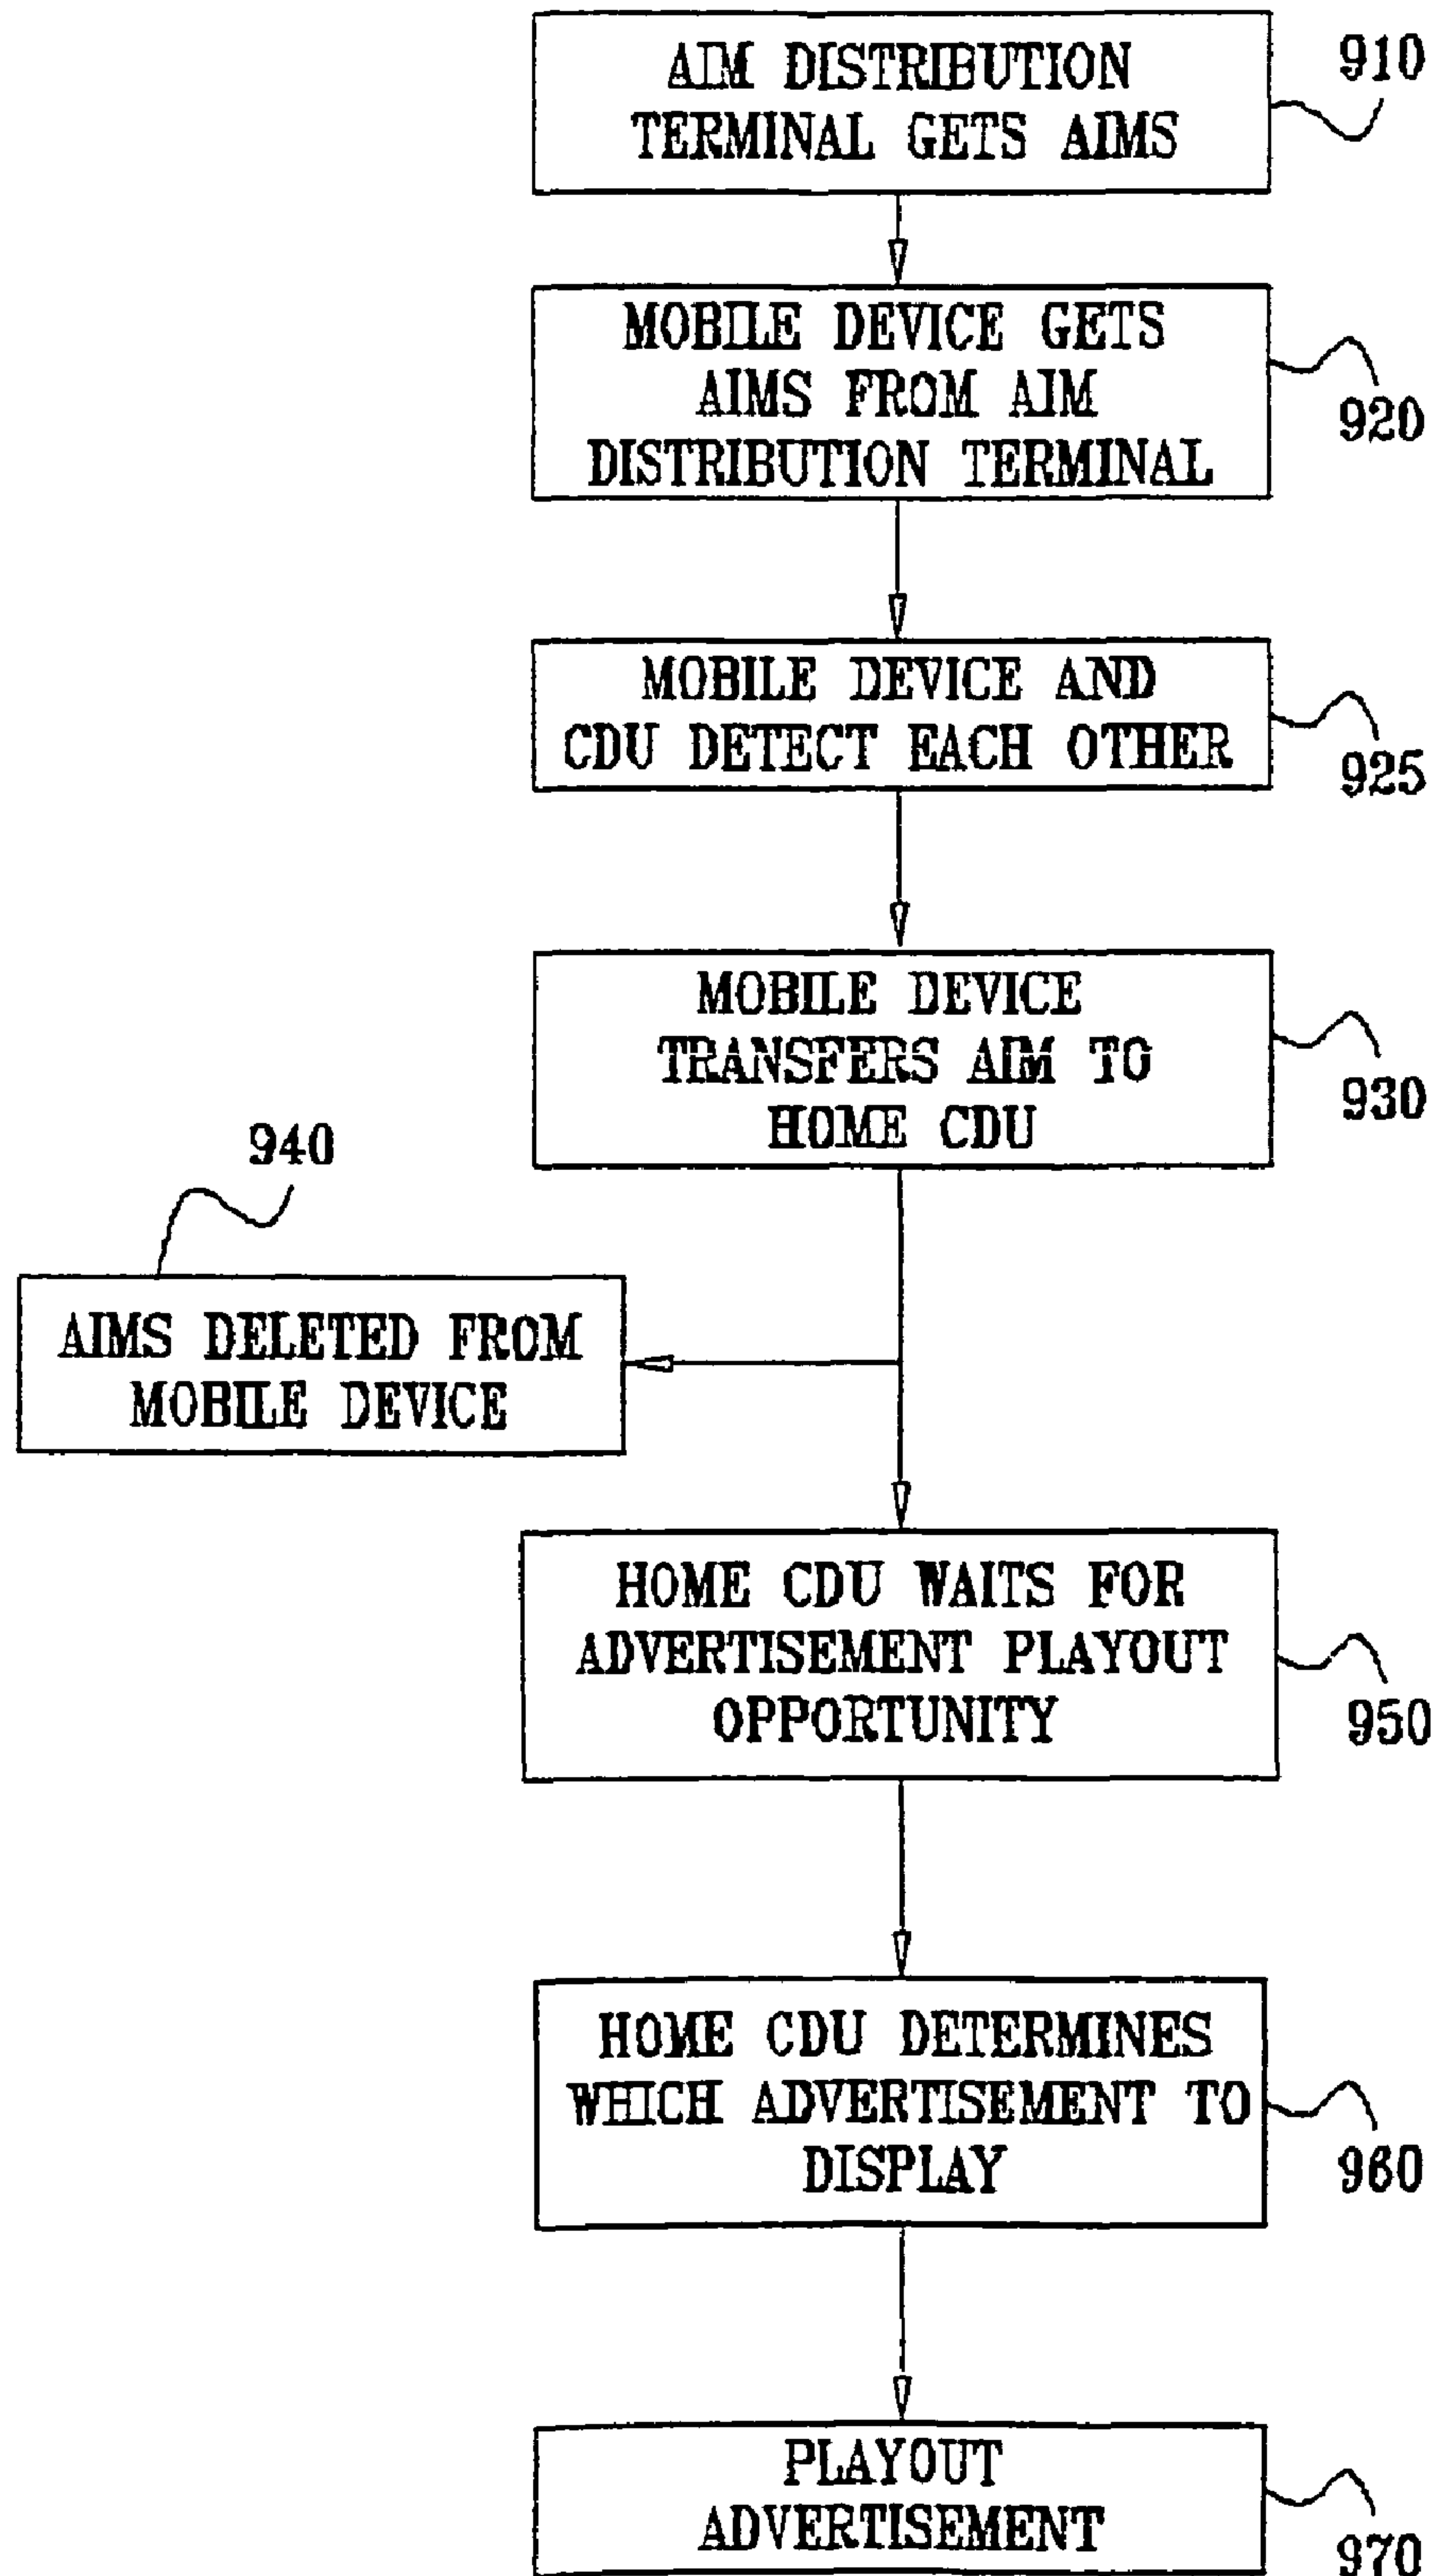 AIM DISTRIBUTION
TERMINAL GETS AIMS
910
MOBILE DEVICE GETS
AIMS FROM AIM
DISTRIBUTION TERMINAL
920
MOBILE DEVICE AND
CDU DETECT EACH OTHER
925
MOBILE DEVICE
TRANSFERS AIM TO
HOME CDU
930
940
AIMS DELETED FROM
MOBILE DEVICE
HOME CDU WAITS FOR
ADVERTISEMENT PLAYOUT
OPPORTUNITY
950
HOME CDU DETERMINES
WHICH ADVERTISEMENT TO
DISPLAY
960
PLAYOUT
ADVERTISEMENT
970